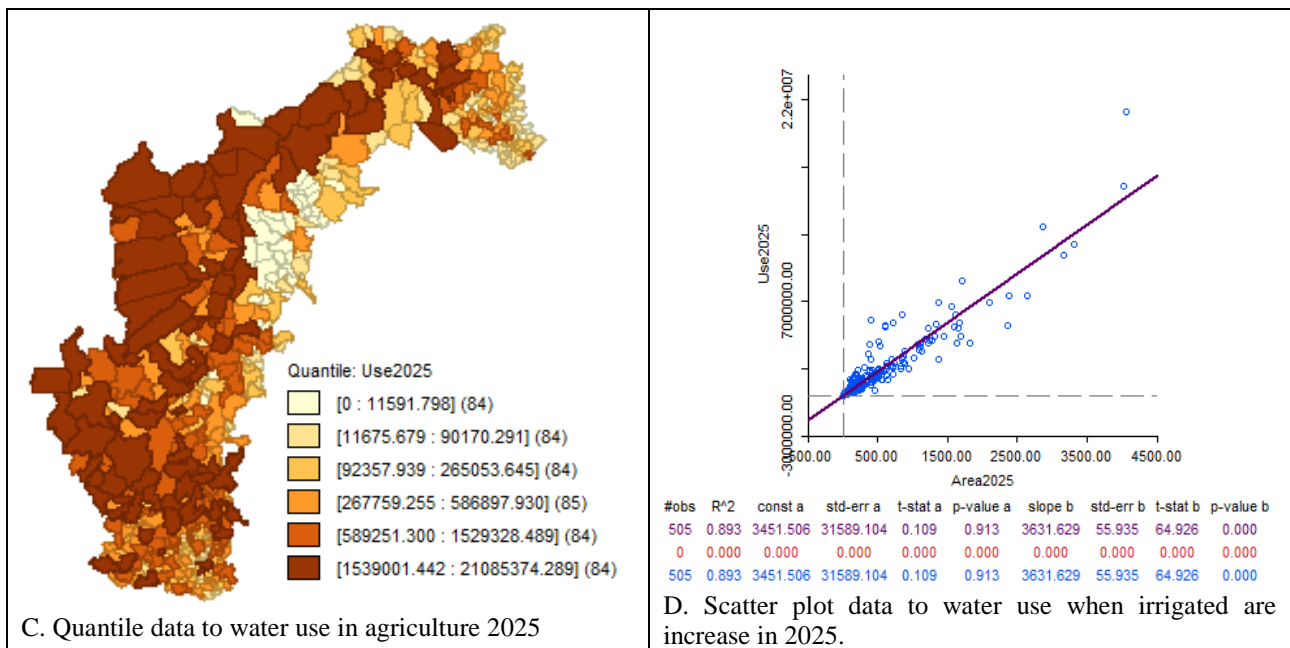 Quantile: Use2025
[0 : 11591.798] (84)
[11675.679 : 90170.291] (84)
[92357.939 : 265053.645] (84)
[267759.255 : 586897.930] (85)
[589251.300 : 1529328.489] (84)
[1539001.442 : 21085374.289] (84)
C. Quantile data to water use in agriculture 2025
2.2e+007
7000000.00
Use2025
500.00 1500.00 2500.00 3500.00 4500.00
Area2025
#obs R^2 const a std-err a t-stat a p-value a slope b std-err b t-stat b p-value b
505 0.893 3451.506 31589.104 0.109 0.913 3631.629 55.935 64.926 0.000
0 0.000 0.000 0.000 0.000 0.000 0.000 0.000 0.000 0.000
505 0.893 3451.506 31589.104 0.109 0.913 3631.629 55.935 64.926 0.000
D. Scatter plot data to water use when irrigated are
increase in 2025.